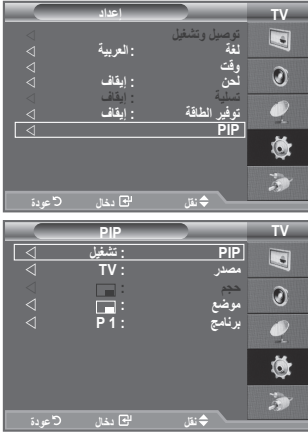 TV
إعداد
توصيل وتشغيل
لغة : العربية
وقت
لحن : إيقاف
تسلية : إيقاف
توفير الطاقة : إيقاف
PIP
نقل دخال عودة
TV
PIP
PIP : تشغيل
مصدر : TV
حجم :
موضع :
برنامج : P 1
نقل دخال عودة